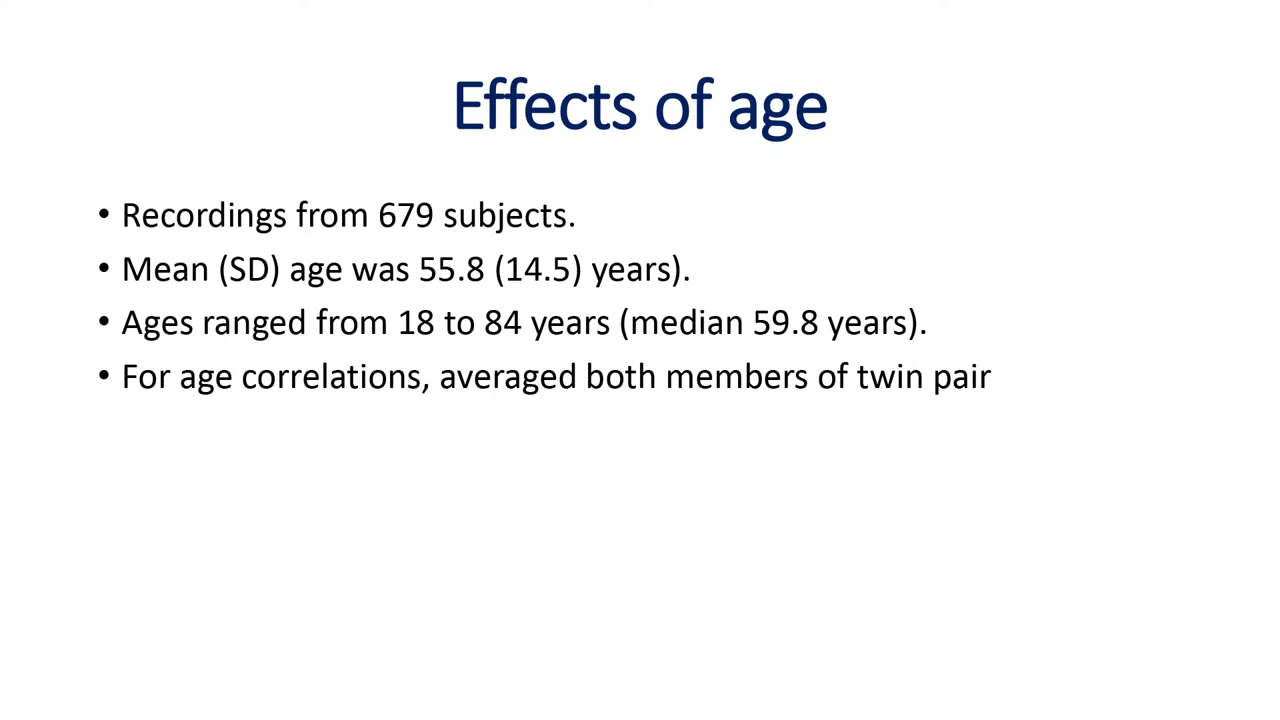 Effects of age
• Recordings from 679 subjects.
• Mean (SD) age was 55.8 (14.5) years).
• Ages ranged from 18 to 84 years (median 59.8 years).
• For age correlations, averaged both members of twin pair